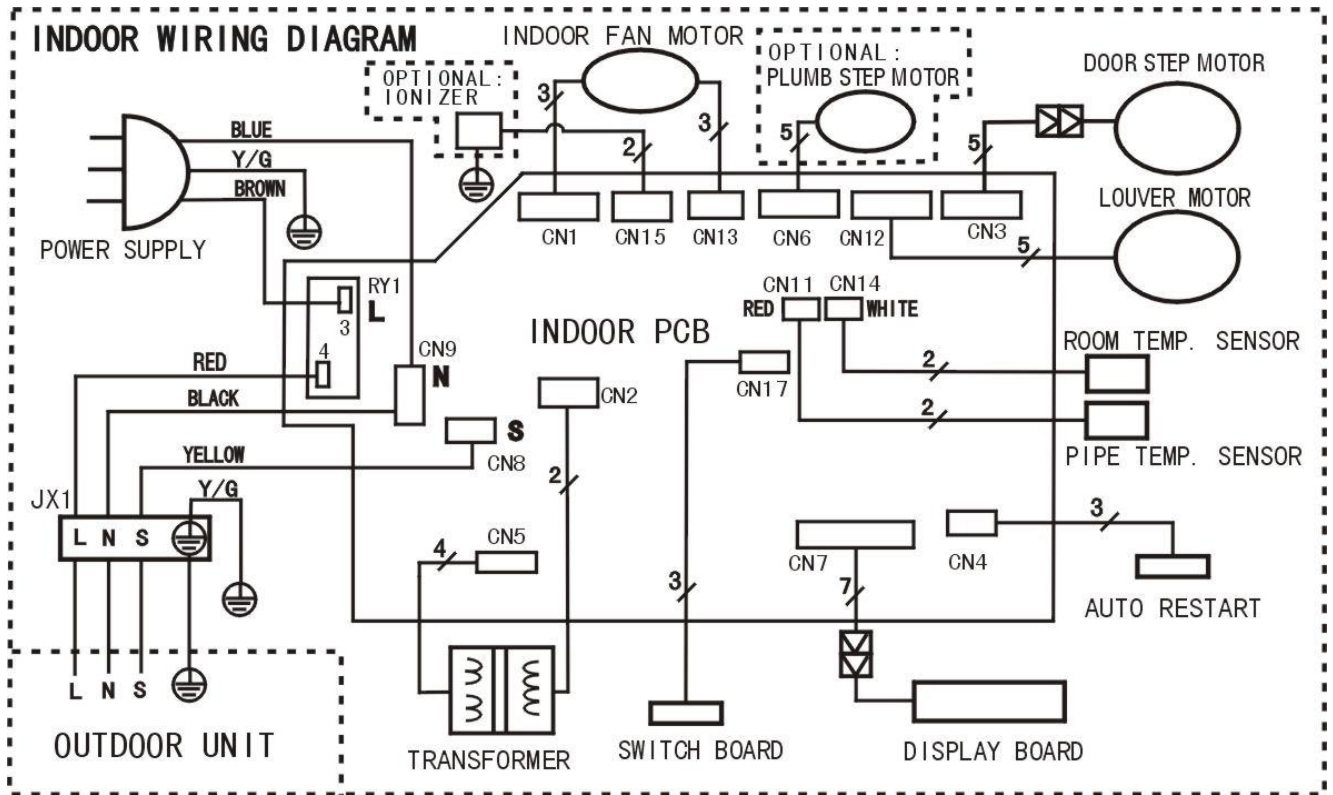 INDOOR WIRING DIAGRAM
INDOOR FAN MOTOR
OPTIONAL:
IONIZER
OPTIONAL:
PLUMB STEP MOTOR
DOOR STEP MOTOR
BLUE
Y/G
BROWN
POWER SUPPLY
3
3
2
5
5
LOUVER MOTOR
CN1
CN15
CN13
CN6
CN12
CN3
5
RY1
L
3
4
CN9
N
INDOOR PCB
CN11
CN14
RED
WHITE
ROOM TEMP. SENSOR
2
CN17
2
PIPE TEMP. SENSOR
RED
BLACK
CN2
S
CN8
YELLOW
Y/G
2
JX1
L N S
CN5
4
3
CN7
7
CN4
3
AUTO RESTART
L N S
OUTDOOR UNIT
TRANSFORMER
SWITCH BOARD
DISPLAY BOARD